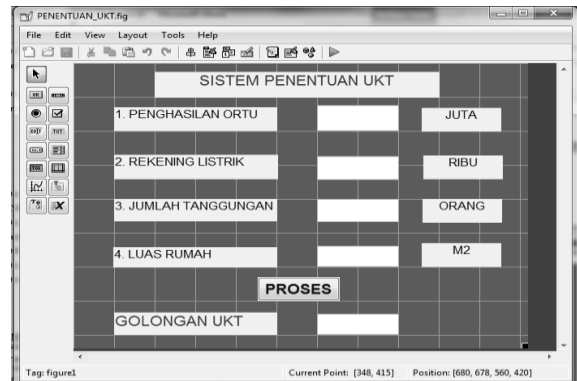 PENENTUAN_UKT.fig
File Edit View Layout Tools Help
SISTEM PENENTUAN UKT
1. PENGHASILAN ORTU JUTA
2. REKENING LISTRIK RIBU
3. JUMLAH TANGGUNGAN ORANG
4. LUAS RUMAH M2
PROSES
GOLONGAN UKT
Tag: figure1 Current Point: [348, 415] Position: [680, 678, 560, 420]